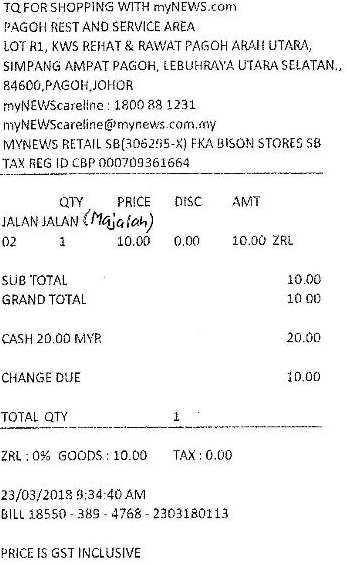 TQ FOR SHOPPING WITH myNEWS.com
PAGOH REST AND SERVICE AREA
LOT R1, KWS REHAT & RAWAT PAGOH ARAH UTARA,
SIMPANG AMPAT PAGOH, LEBUHRAYA UTARA SELATAN,,
84600,PAGOH,JOHOR
myNEWScareline : 1800 88 1231
myNEWScareline@mynews.com.my
MYNEWS RETAIL SB(306295-X) FKA BISON STORES SB
TAX REG ID CBP 000709361664
QTY PRICE DISC AMT
JALAN JALAN (Majalah)
02 1 10.00 0.00 10.00 ZRL
SUB TOTAL 10.00
GRAND TOTAL 10.00
CASH 20.00 MYR 20.00
CHANGE DUE 10.00
TOTAL QTY 1
ZRL : 0% GOODS : 10.00 TAX : 0.00
23/03/2018 9:34:40 AM
BILL 18550 - 389 - 4768 - 2303180113
PRICE IS GST INCLUSIVE